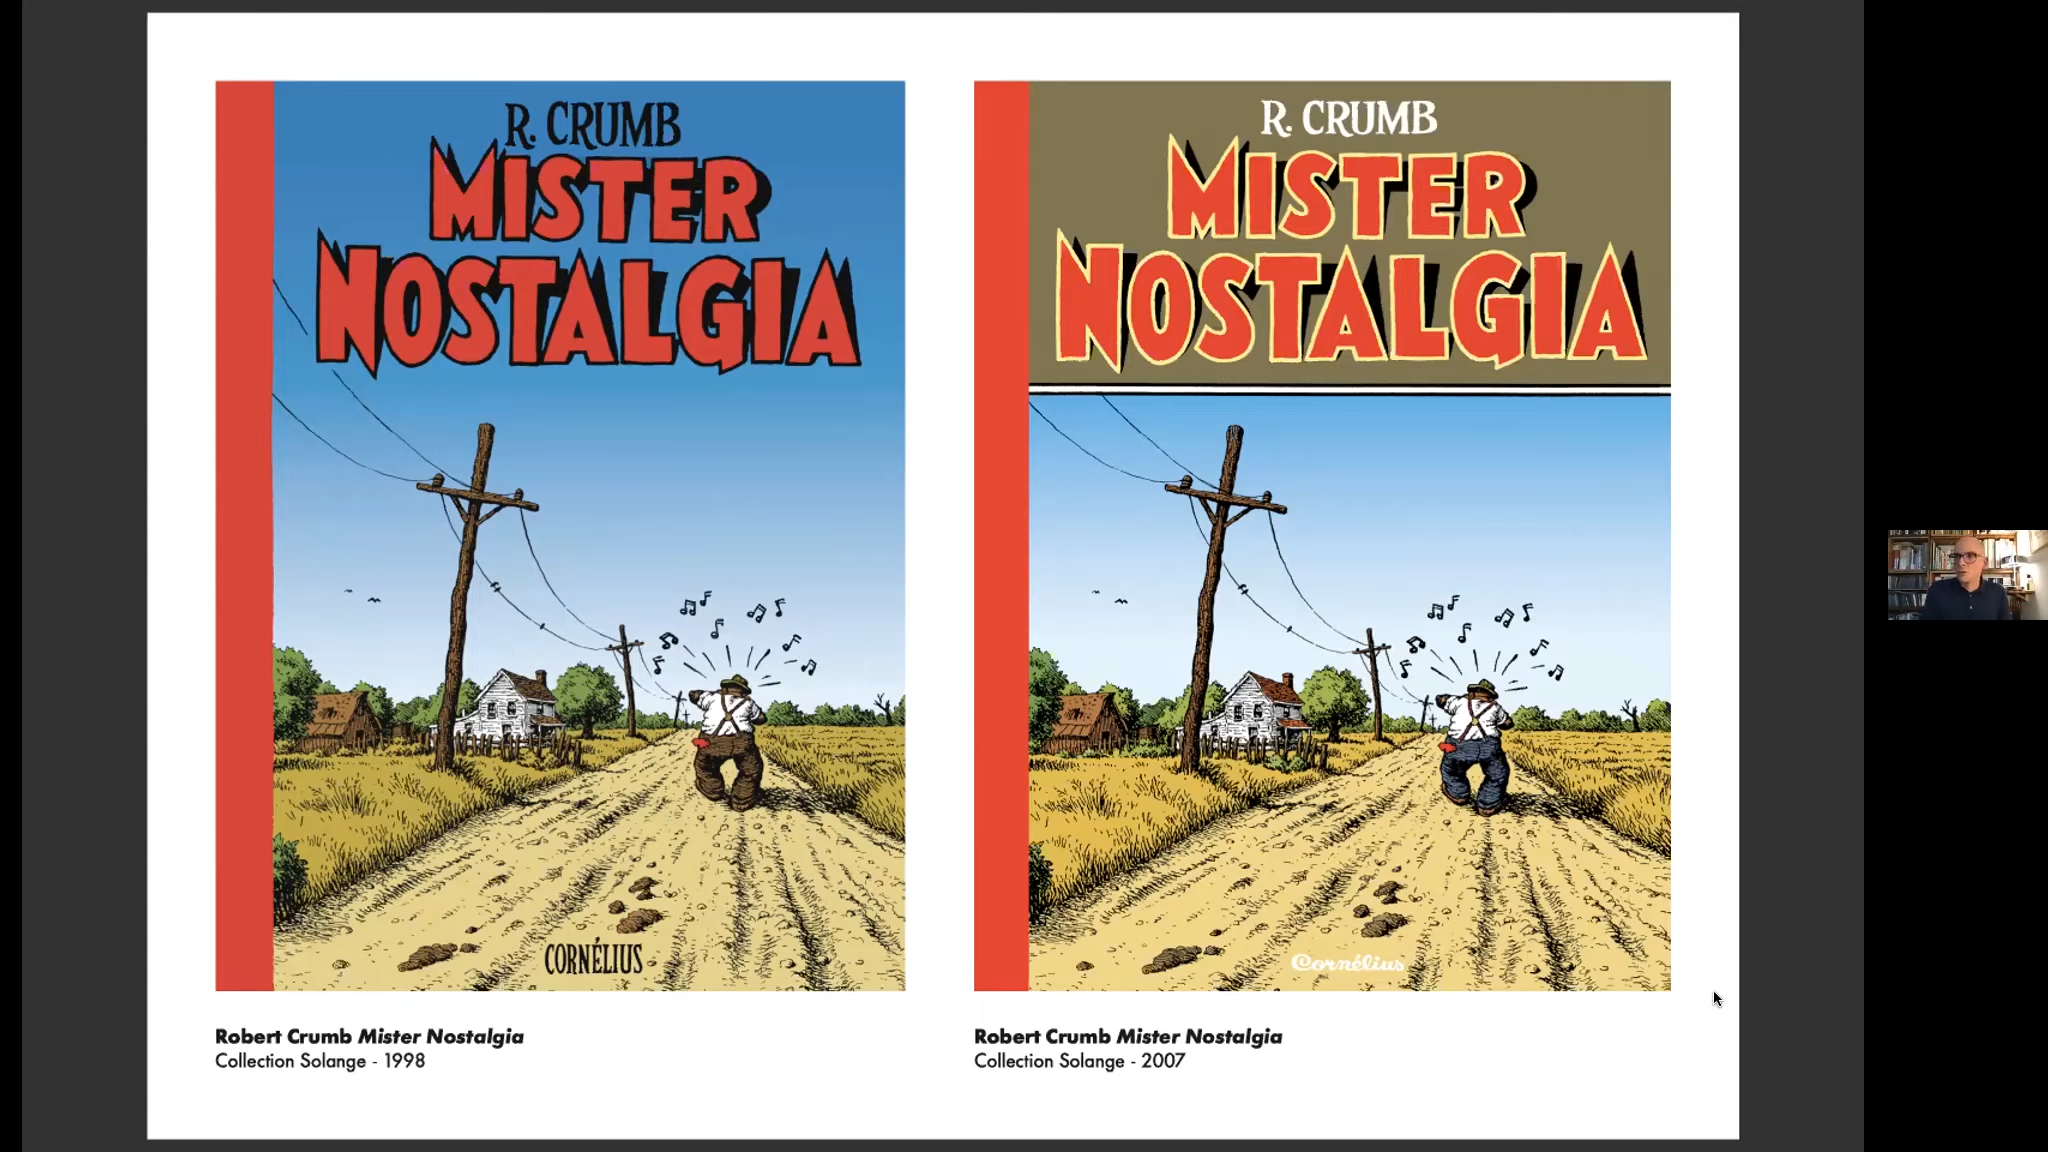 R. CRUMB
MISTER
NOSTALGIA
CORNÉLIUS
Robert Crumb Mister Nostalgia
Collection Solange - 1998
R. CRUMB
MISTER
NOSTALGIA
Cornélius
Robert Crumb Mister Nostalgia
Collection Solange - 2007